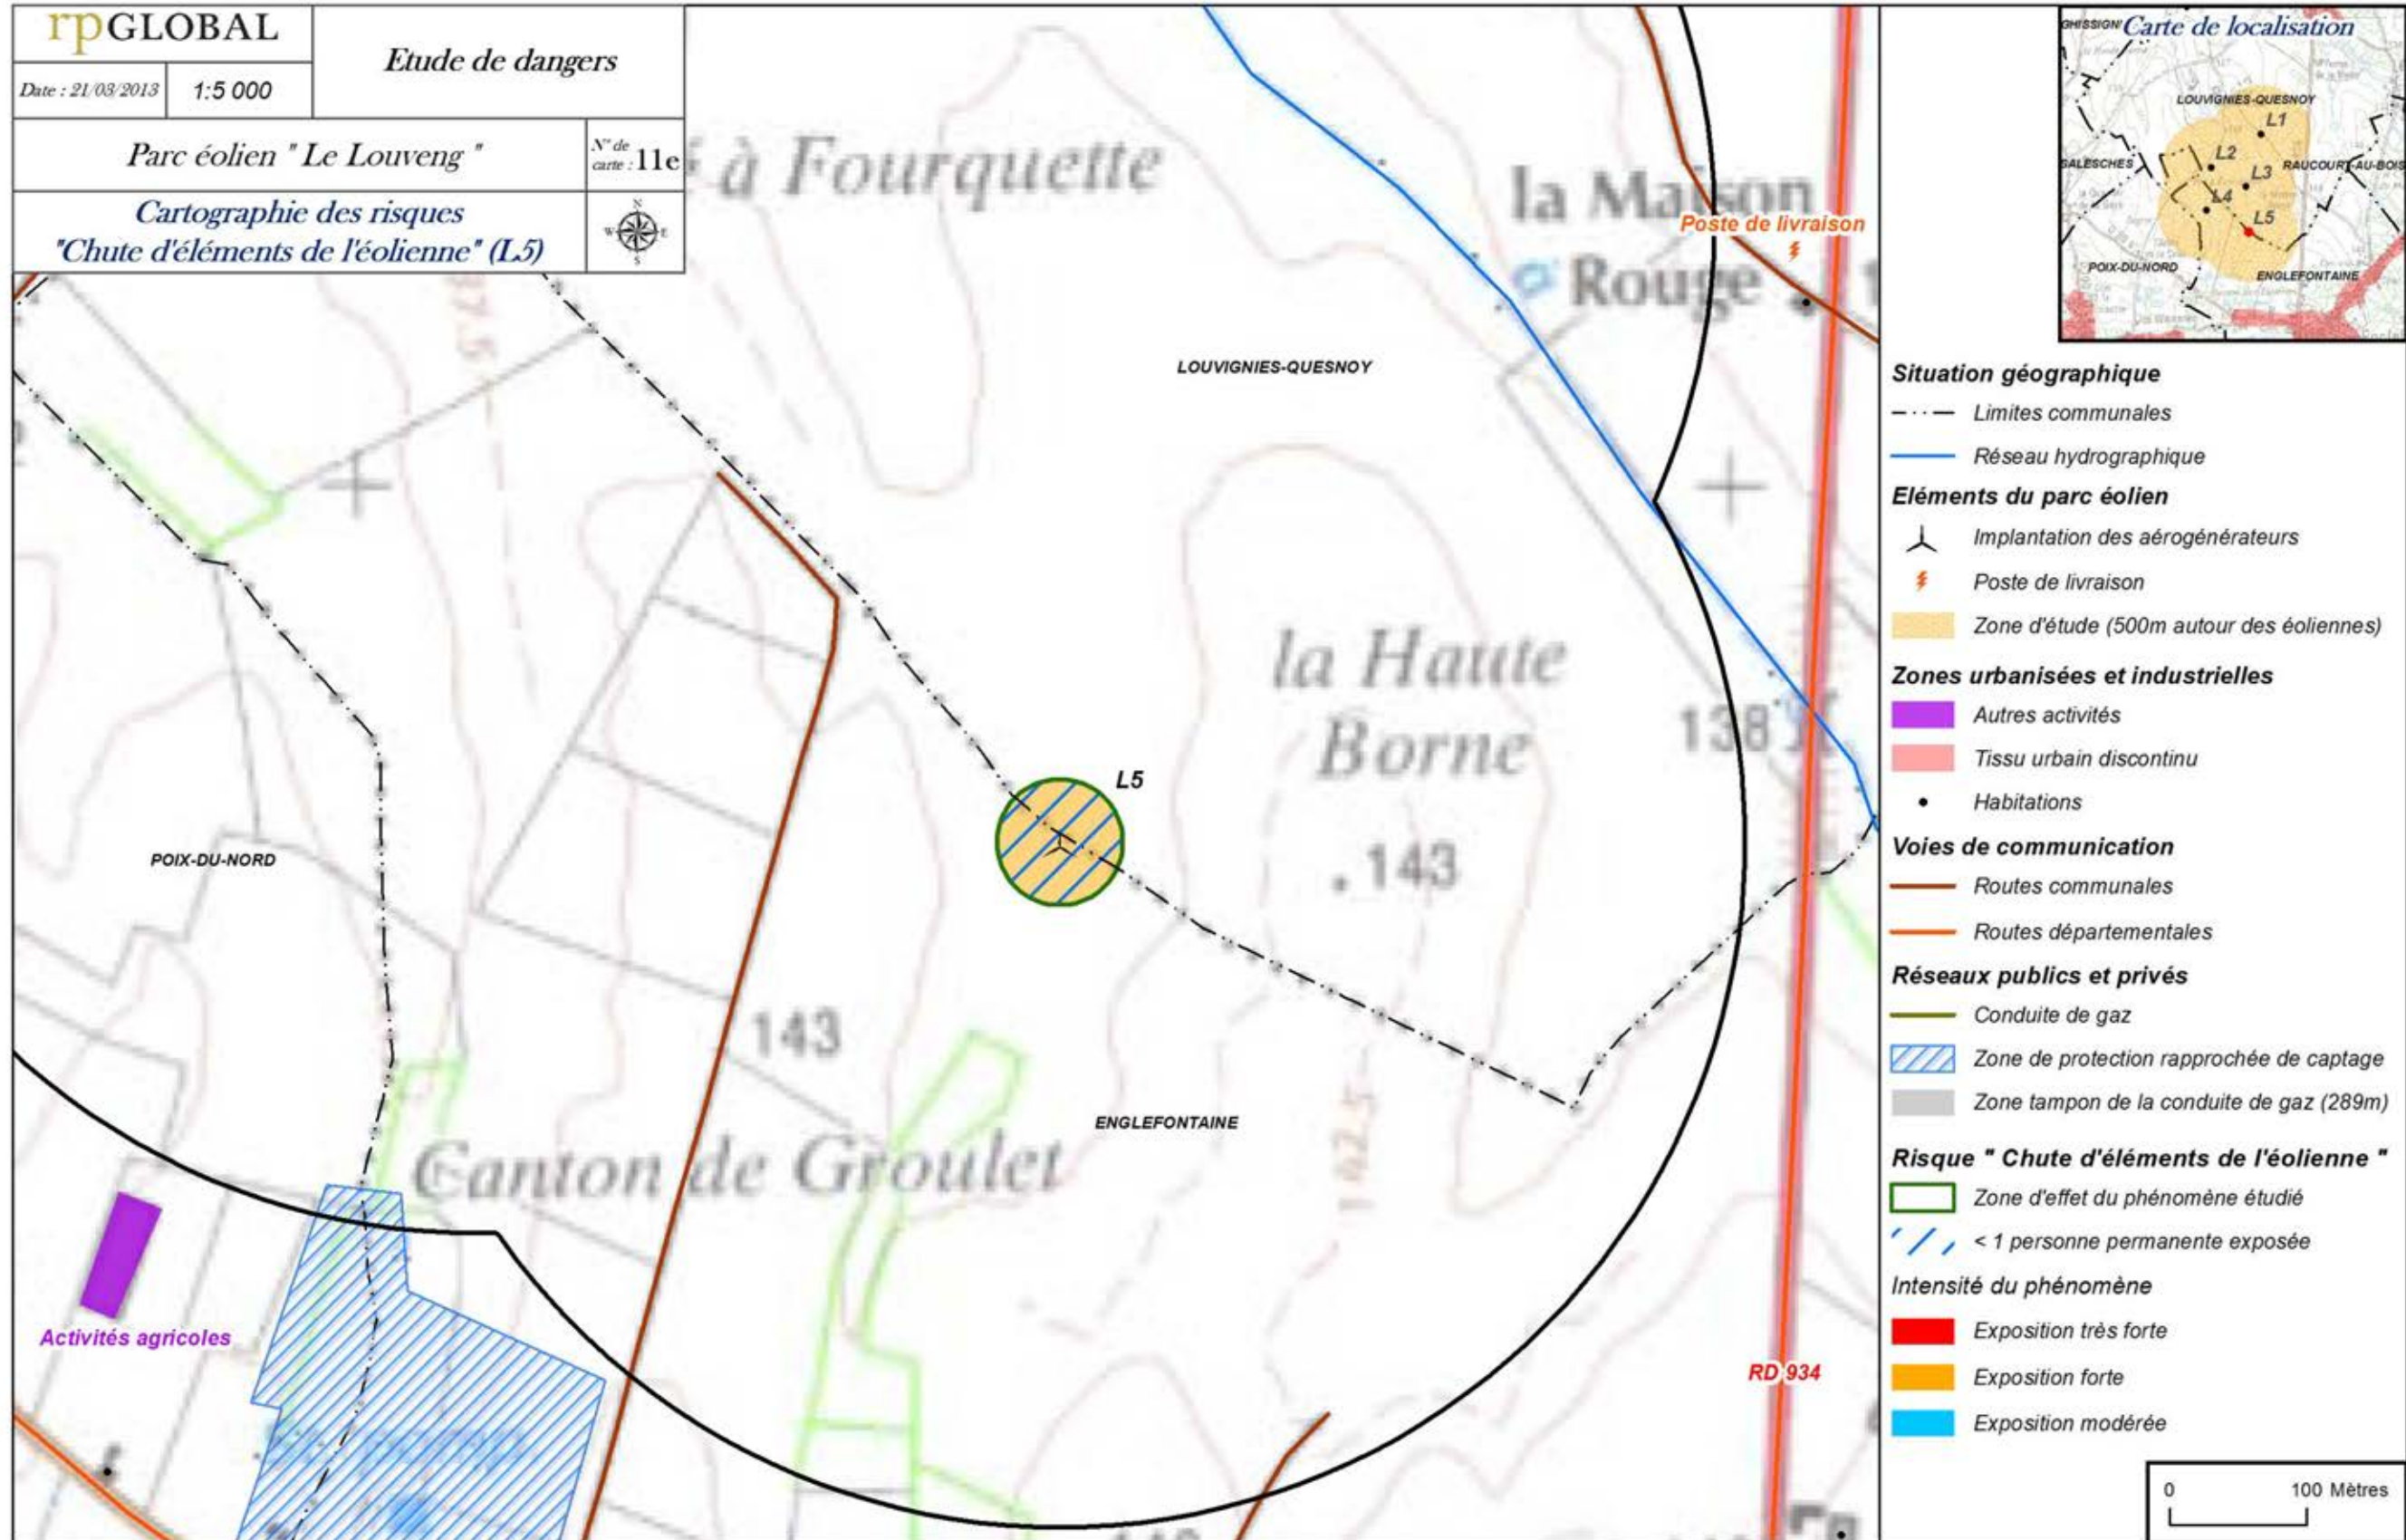 rpGLOBAL
Date : 21/03/2013
1:5 000
Etude de dangers
Parc éolien " Le Louveng "
N° de
carte : 11e
Cartographie des risques
"Chute d'éléments de l'éolienne" (L5)
N
W
E
S
à Fourquette
la Maison
Poste de livraison
Rouge
LOUVIGNIES-QUESNOY
137.5
la Haute
Borne
138
L5
143
POIX-DU-NORD
143
ENGLEFONTAINE
142.5
Canton de Groulet
Activités agricoles
RD 934
Carte de localisation
LOUVIGNIES-QUESNOY
L1
SALESCHES
L2
RAUCOURT-AU-BOIS
L3
L4
L5
POIX-DU-NORD
ENGLEFONTAINE
Situation géographique
Limites communales
Réseau hydrographique
Eléments du parc éolien
Implantation des aérogénérateurs
Poste de livraison
Zone d'étude (500m autour des éoliennes)
Zones urbanisées et industrielles
Autres activités
Tissu urbain discontinu
Habitations
Voies de communication
Routes communales
Routes départementales
Réseaux publics et privés
Conduite de gaz
Zone de protection rapprochée de captage
Zone tampon de la conduite de gaz (289m)
Risque " Chute d'éléments de l'éolienne "
Zone d'effet du phénomène étudié
< 1 personne permanente exposée
Intensité du phénomène
Exposition très forte
Exposition forte
Exposition modérée
0
100 Mètres